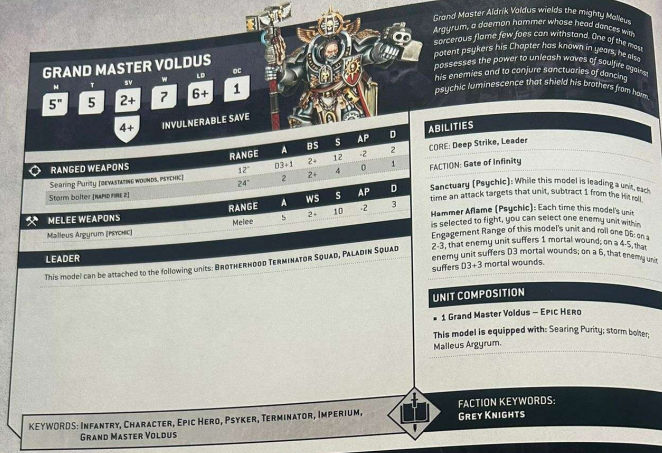 Grand Master Aldrik Voldus wields the mighty Malleus
Argyrum, a daemon hammer whose head dances with
sorcerous flame few foes can withstand. One of the most
potent psykers his Chapter has known in years, he also
possesses the power to unleash waves of soulfire against
his enemies and to conjure sanctuaries of dancing
psychic luminescence that shield his brothers from harm.
GRAND MASTER VOLDUS
M T SV W LD OC
5" 5 2+ 7 6+ 1
4+ INVULNERABLE SAVE
RANGED WEAPONS RANGE A BS S AP D
Searing Purity [DEVASTATING WOUNDS, PSYCHIC] 12" D3+1 2+ 12 -2 2
Storm bolter [RAPID FIRE 2] 24" 2 2+ 4 0 1
MELEE WEAPONS RANGE A WS S AP D
Malleus Argyrum [PSYCHIC] Melee 5 2+ 10 -2 3
LEADER
This model can be attached to the following units: BROTHERHOOD TERMINATOR SQUAD, PALADIN SQUAD
ABILITIES
CORE: Deep Strike, Leader
FACTION: Gate of Infinity
Sanctuary (Psychic): While this model is leading a unit, each
time an attack targets that unit, subtract 1 from the Hit roll.
Hammer Aflame (Psychic): Each time this model's unit
is selected to fight, you can select one enemy unit within
Engagement Range of this model's unit and roll one D6: on a
2-3, that enemy unit suffers 1 mortal wound; on a 4-5, that
enemy unit suffers D3 mortal wounds; on a 6, that enemy unit
suffers D3+3 mortal wounds.
UNIT COMPOSITION
▪ 1 Grand Master Voldus – EPIC HERO
This model is equipped with: Searing Purity; storm bolter;
Malleus Argyrum.
KEYWORDS: INFANTRY, CHARACTER, EPIC HERO, PSYKER, TERMINATOR, IMPERIUM,
GRAND MASTER VOLDUS
FACTION KEYWORDS:
GREY KNIGHTS